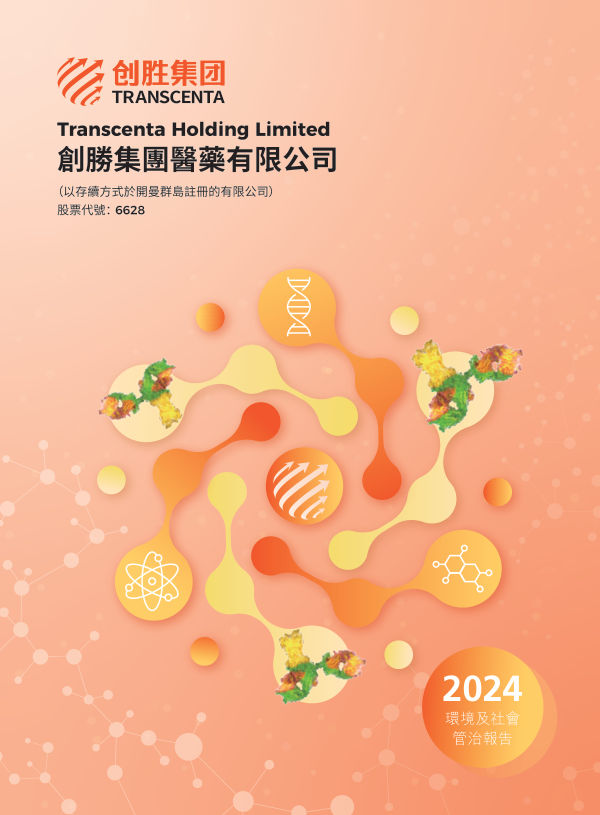 创胜集团
TRANSCENTA
Transcenta Holding Limited
創勝集團醫藥有限公司
（以存續方式於開曼群島註冊的有限公司）
股票代號：6628
2024
環境及社會
管治報告